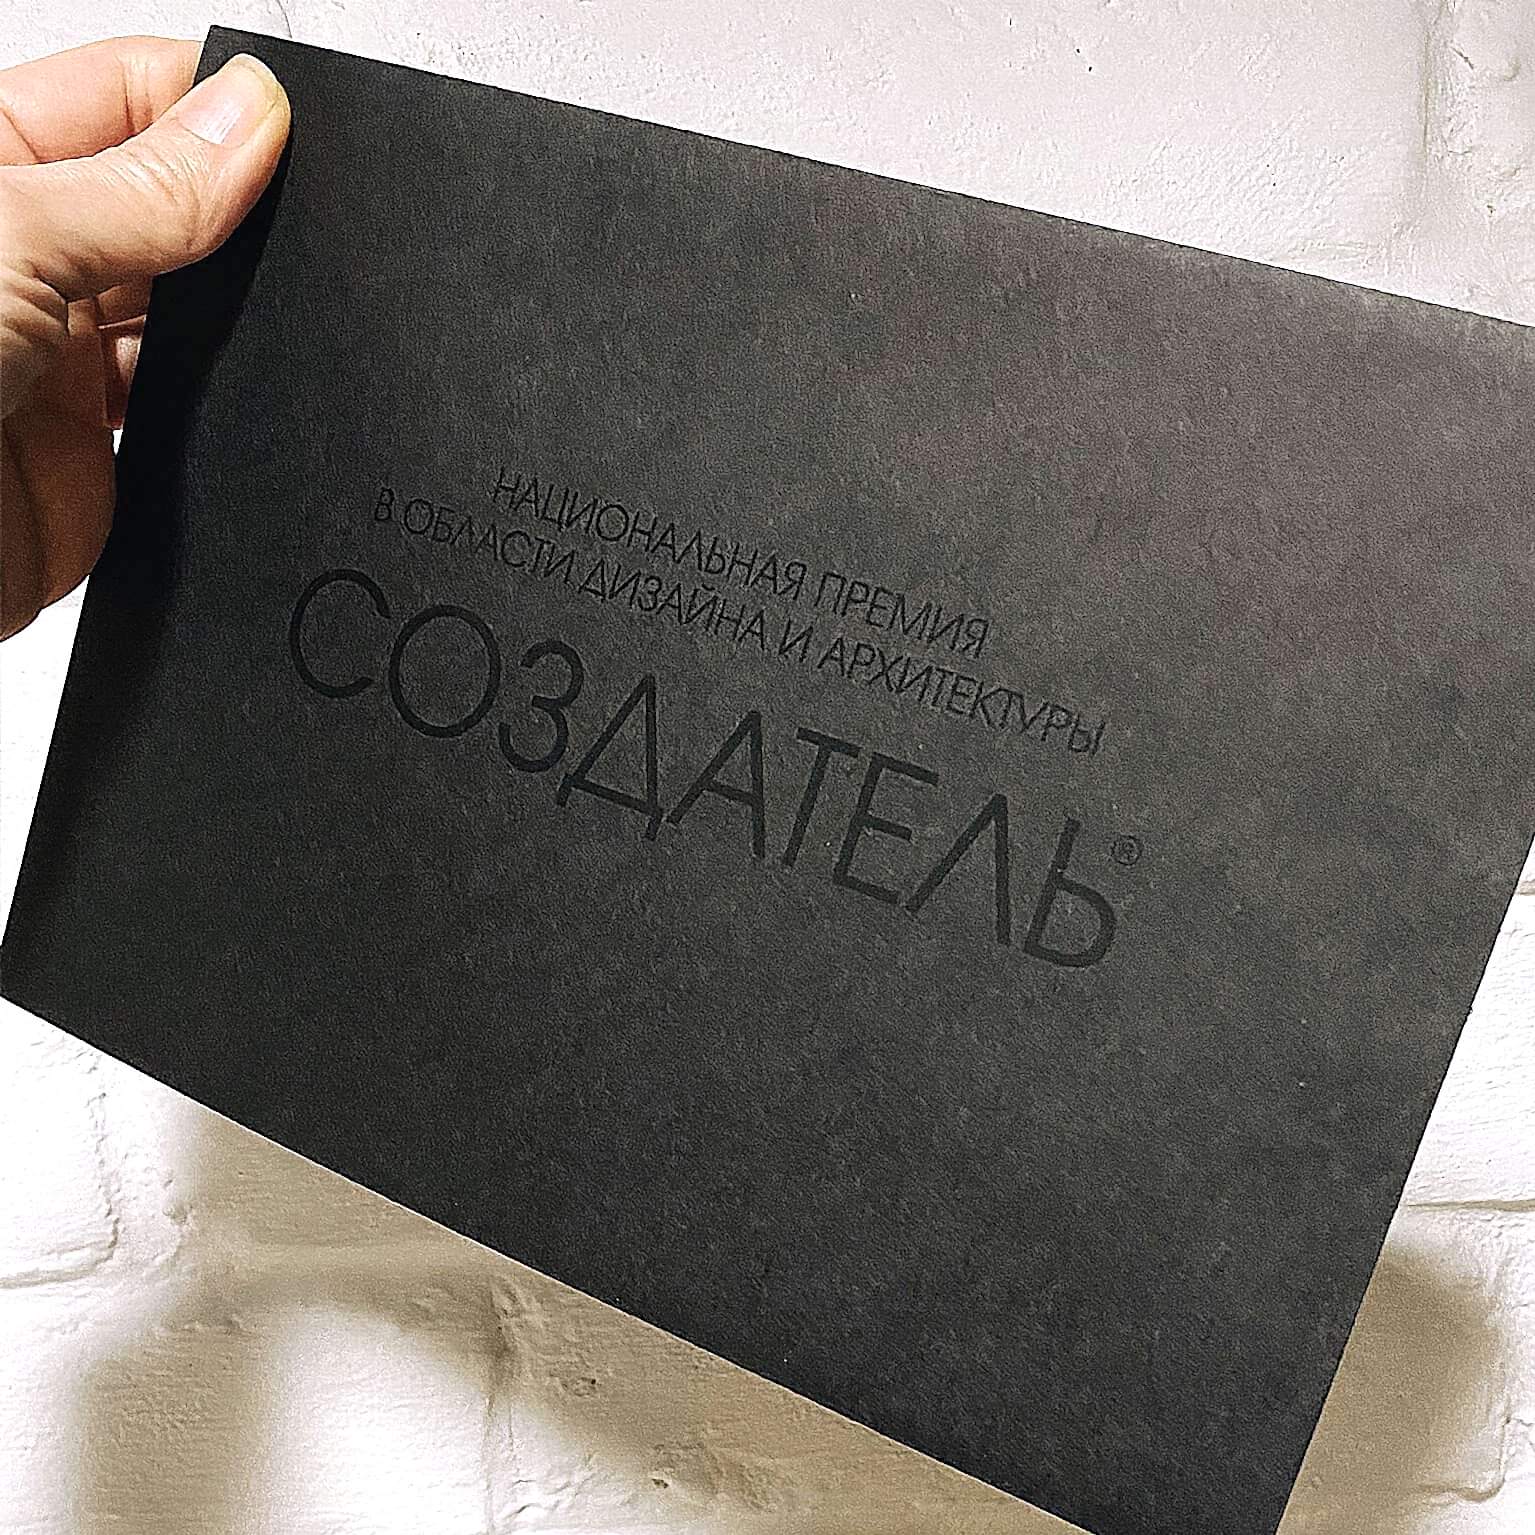 НАЦИОНАЛЬНАЯ ПРЕМИЯ
В ОБЛАСТИ ДИЗАЙНА И АРХИТЕКТУРЫ
СОЗДАТЕЛЬ®